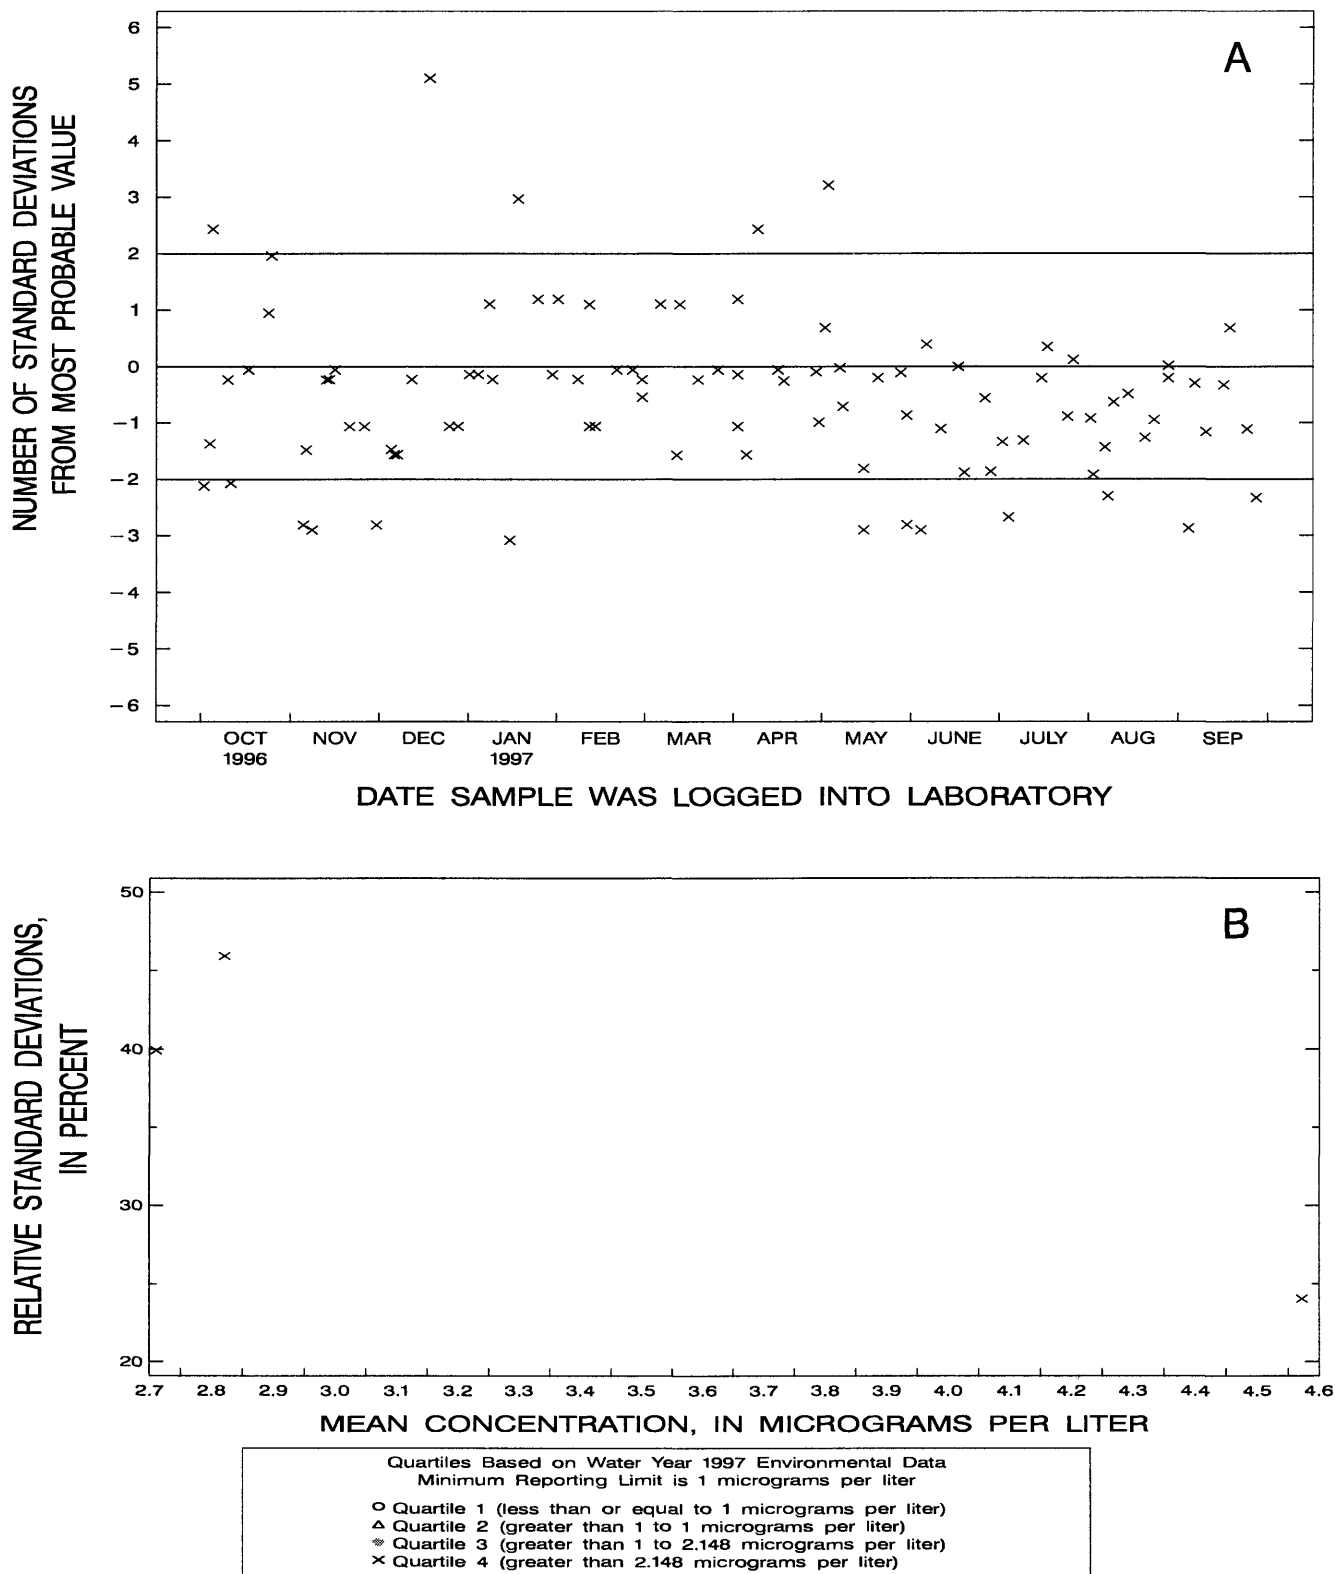 A
NUMBER OF STANDARD DEVIATIONS
FROM MOST PROBABLE VALUE
6
5
4
3
2
1
0
−1
−2
−3
−4
−5
−6
OCT NOV DEC JAN FEB MAR APR MAY JUNE JULY AUG SEP
1996 1997
DATE SAMPLE WAS LOGGED INTO LABORATORY
B
RELATIVE STANDARD DEVIATIONS,
IN PERCENT
50
40
30
20
2.7 2.8 2.9 3.0 3.1 3.2 3.3 3.4 3.6 3.7 3.8 3.9 4.0 4.1 4.2 4.3 4.4 4.5 4.6
MEAN CONCENTRATION, IN MICROGRAMS PER LITER
Quartiles Based on Water Year 1997 Environmental Data
Minimum Reporting Limit is 1 micrograms per liter
Quartile 1 (less than or equal to 1 micrograms per liter)
Quartile 2 (greater than 1 to 1 micrograms per liter)
Quartile 3 (greater than 1 to 2.148 micrograms per liter)
Quartile 4 (greater than 2.148 micrograms per liter)